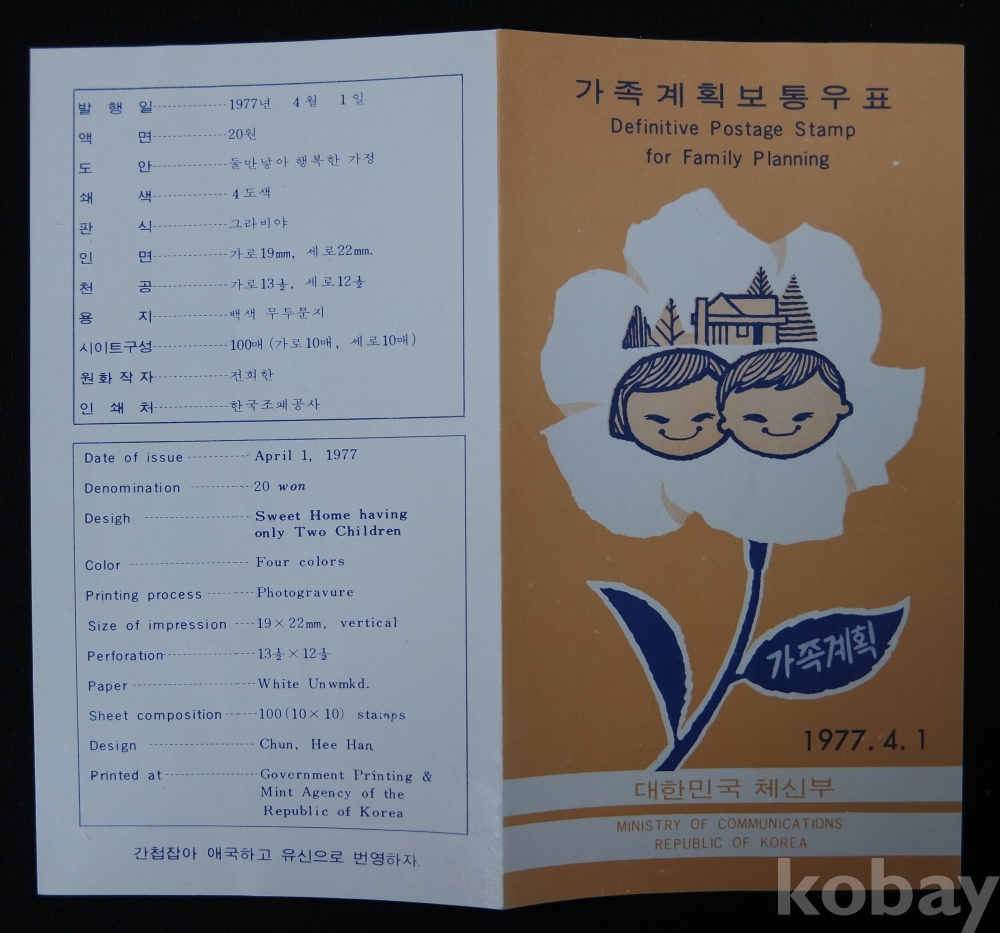 발 행 일 1977년 4월 1일
액 면 20원
도 안 둘만낳아 행복한 가정
쇄 색 4도색
판 식 그라비야
인 면 가로19mm, 세로22mm.
천 공 가로13½, 세로12½
용 지 백색 무투문지
시이트구성 100매 (가로10매, 세로10매)
원화작자 전희한
인 쇄 처 한국조폐공사
Date of issue April 1, 1977
Denomination 20 won
Desigh Sweet Home having
only Two Children
Color Four colors
Printing process Photogravure
Size of impression 19×22mm, vertical
Perforation 13½×12½
Paper White Unwmkd.
Sheet composition 100(10×10) stamps
Design Chun, Hee Han
Printed at Government Printing &
Mint Agency of the
Republic of Korea
간첩잡아 애국하고 유신으로 번영하자.
가족계획보통우표
Definitive Postage Stamp
for Family Planning
가족계획
1977.4.1
대한민국 체신부
MINISTRY OF COMMUNICATIONS
REPUBLIC OF KOREA
kobay